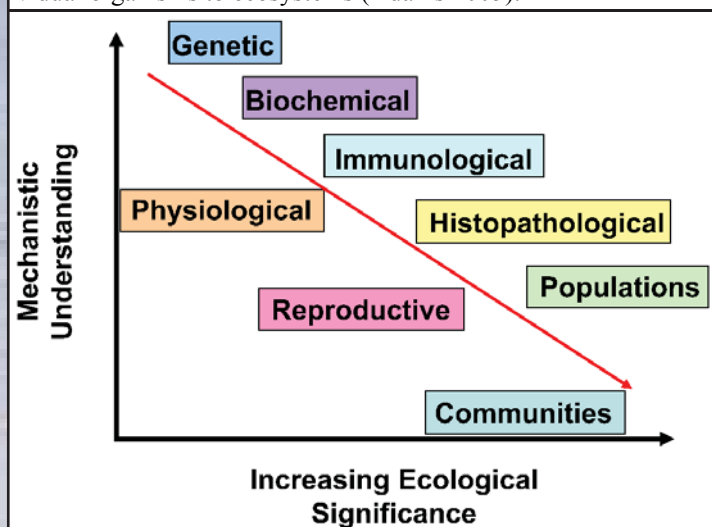 Genetic
Biochemical
Immunological
Physiological
Histopathological
Populations
Reproductive
Communities
Mechanistic
Understanding
Increasing Ecological
Significance